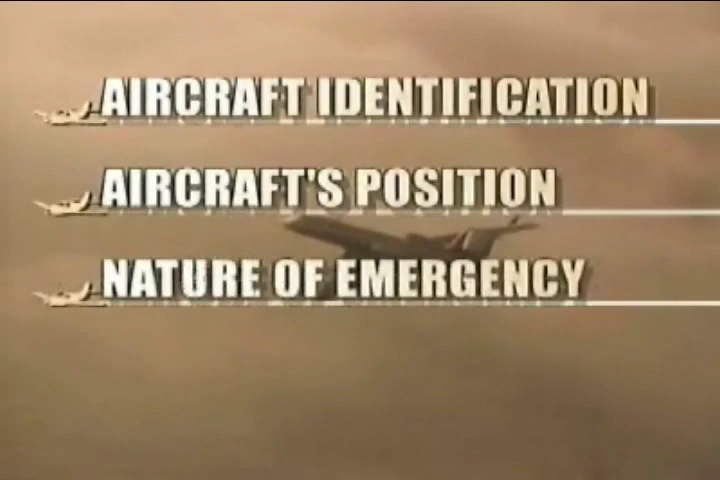 AIRCRAFT IDENTIFICATION
AIRCRAFT'S POSITION
NATURE OF EMERGENCY